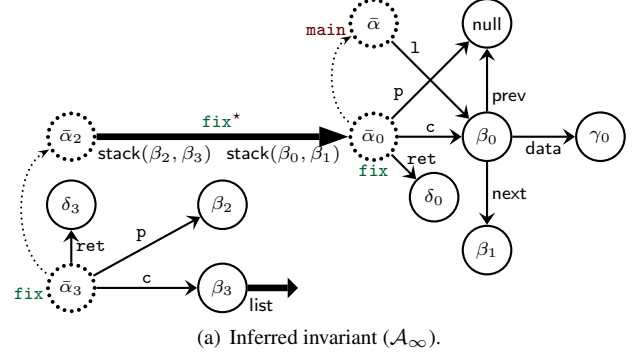 main ᾱ null
l
p prev
fix*
ᾱ₂ ᾱ₀ c β₀ data γ₀
stack(β₂, β₃) stack(β₀, β₁)
fix ret
next
δ₃ β₂ δ₀
p
ret β₁
fix ᾱ₃ c β₃
list
(a) Inferred invariant (𝒜∞).